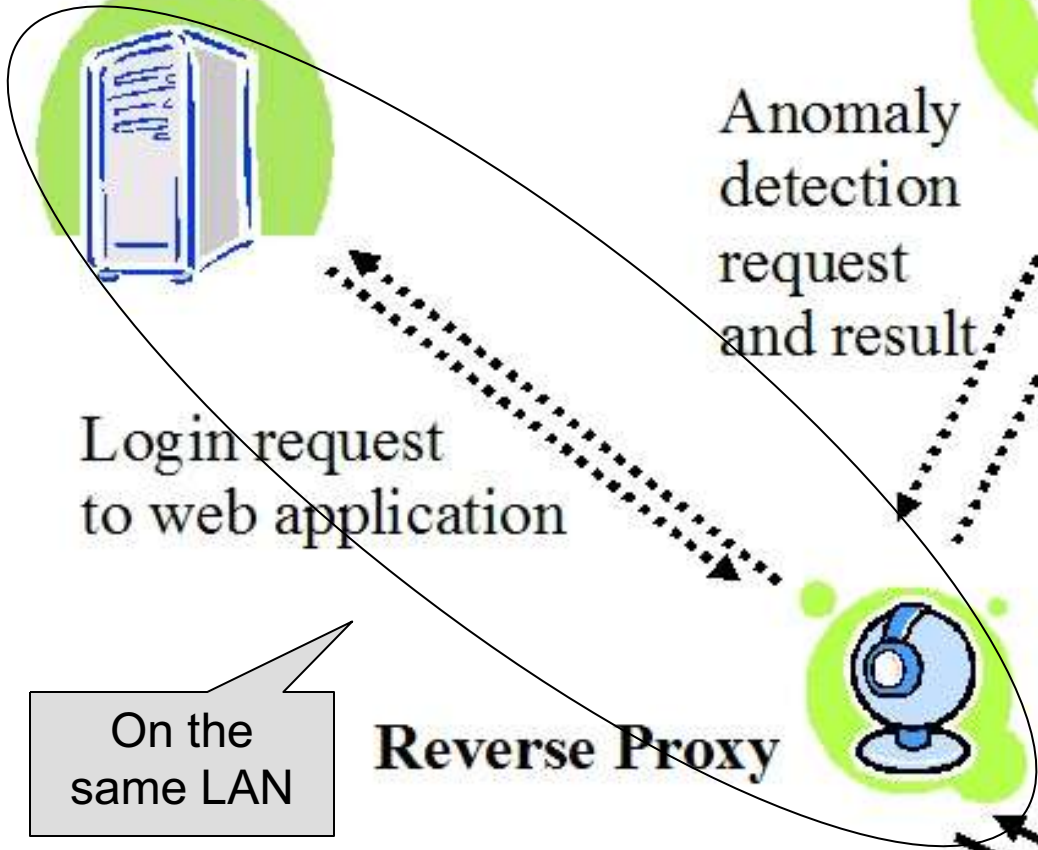 Anomaly
detection
request
and result
Login request
to web application
On the
same LAN
Reverse Proxy